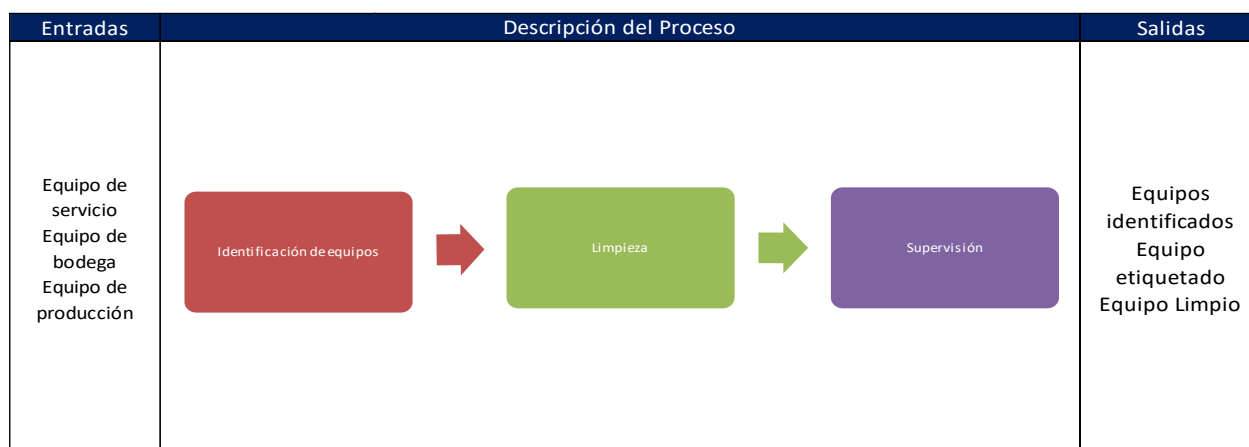 Entradas
Descripción del Proceso
Salidas
Equipo de
servicio
Equipo de
bodega
Equipo de
producción
Identificación de equipos
Limpieza
Supervisión
Equipos
identificados
Equipo
etiquetado
Equipo Limpio